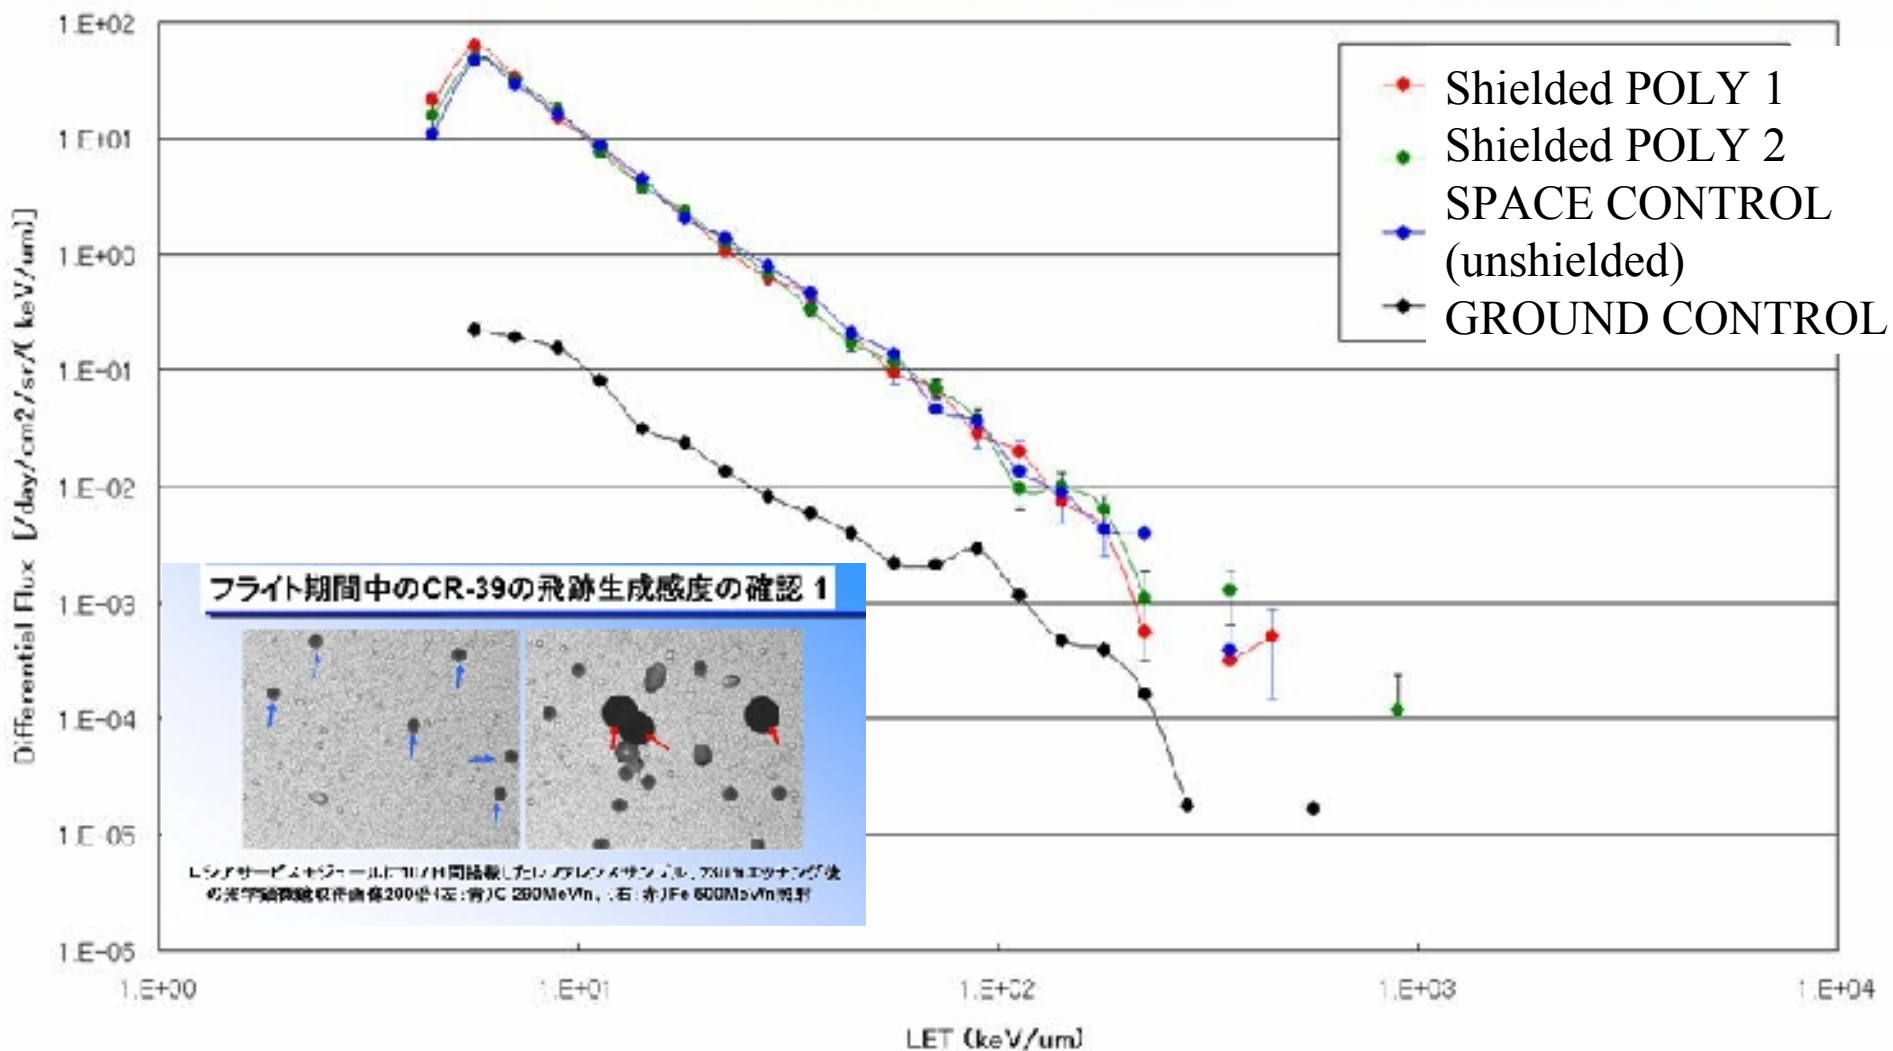 1.E+02
1.E+01
1.E+00
1.E-01
1.E-02
1.E-03
1.E-04
1.E-05
1.E-06
Differential Flux [/day/cm2/sr/(keV/um)]
1.E+00
1.E+01
1.E+02
1.E+03
1.E+04
LET (keV/um)
Shielded POLY 1
Shielded POLY 2
SPACE CONTROL
(unshielded)
GROUND CONTROL
フライト期間中のCR-39の飛跡生成感度の確認 1